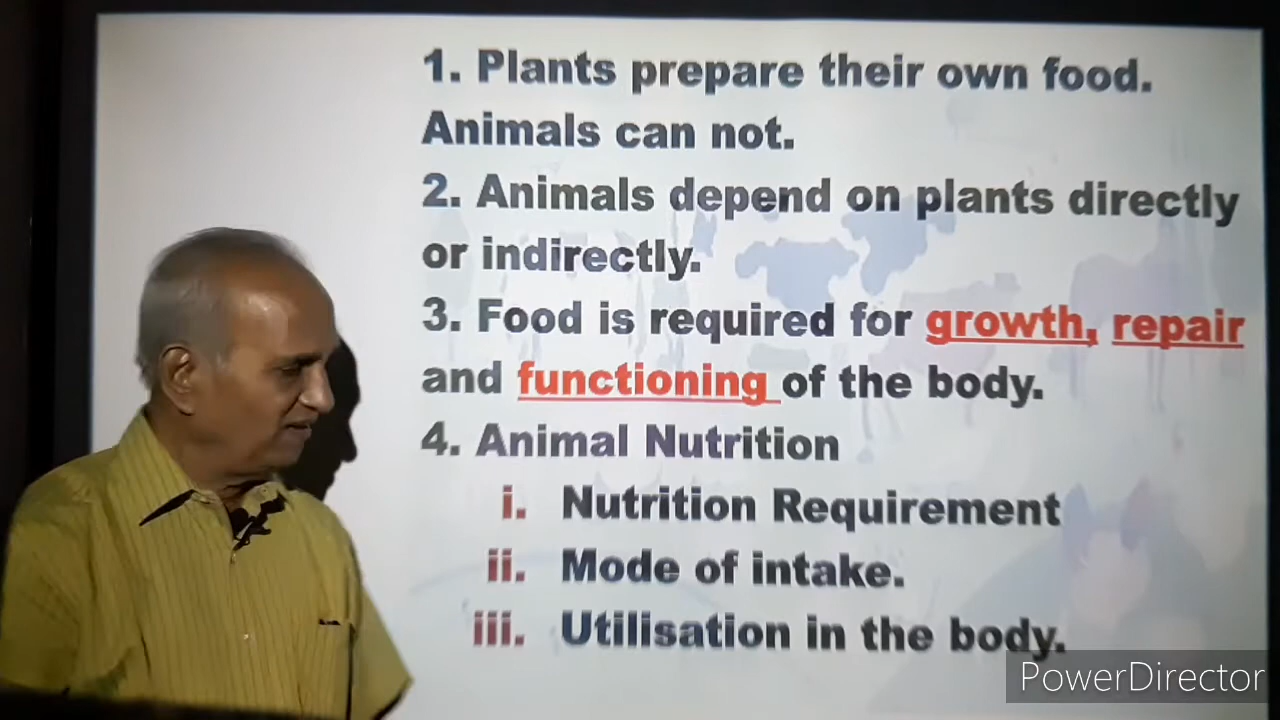 1. Plants prepare their own food.
Animals can not.
2. Animals depend on plants directly
or indirectly.
3. Food is required for growth, repair
and functioning of the body.
4. Animal Nutrition
i. Nutrition Requirement
ii. Mode of intake.
iii. Utilisation in the body.
PowerDirector